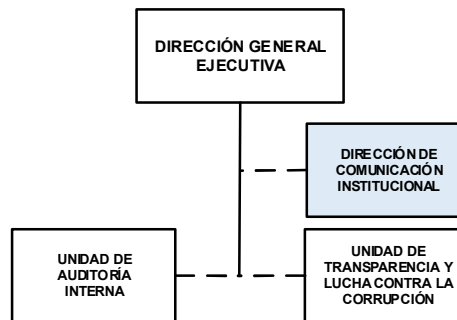 DIRECCIÓN GENERAL
EJECUTIVA
DIRECCIÓN DE
COMUNICACIÓN
INSTITUCIONAL
UNIDAD DE
AUDITORÍA
INTERNA
UNIDAD DE
TRANSPARENCIA Y
LUCHA CONTRA LA
CORRUPCIÓN